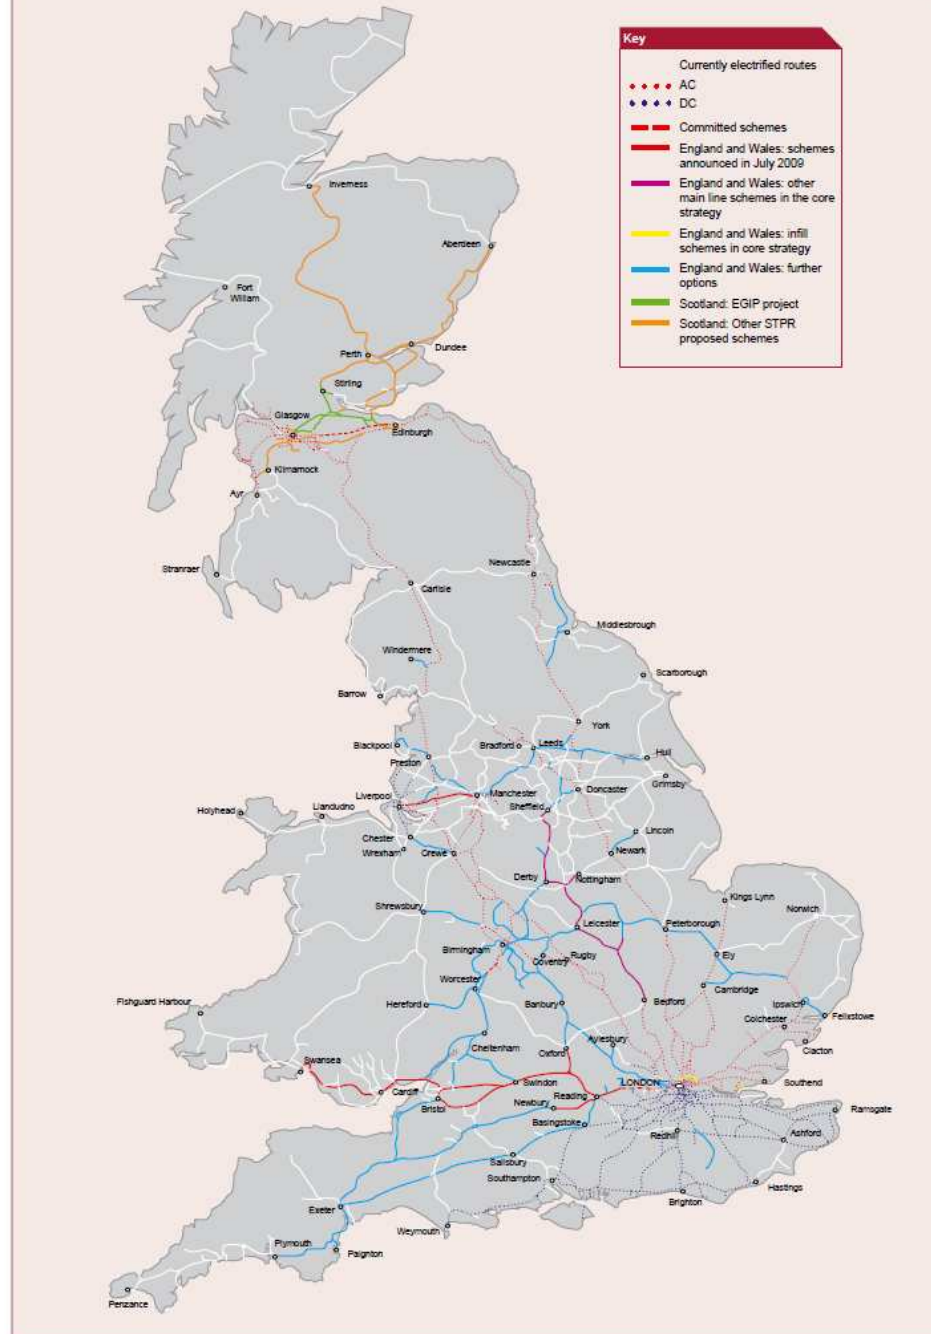 Key
Currently electrified routes
AC
DC
Committed schemes
England and Wales: schemes
announced in July 2009
England and Wales: other
main line schemes in the core
strategy
England and Wales: infill
schemes in core strategy
England and Wales: further
options
Scotland: EGIP project
Scotland: Other STPR
proposed schemes
Inverness
Aberdeen
Fort
William
Dundee
Perth
Stirling
Glasgow
Edinburgh
Kilmarnock
Ayr
Stranraer
Newcastle
Carlisle
Middlesbrough
Windermere
Scarborough
Barrow
York
Blackpool
Bradford
Leeds
Hull
Preston
Grimsby
Liverpool
Manchester
Doncaster
Sheffield
Holyhead
Llandudno
Lincoln
Chester
Wrexham
Crewe
Newark
Derby
Nottingham
Kings Lynn
Shrewsbury
Norwich
Leicester
Peterborough
Birmingham
Coventry
Rugby
Ely
Worcester
Cambridge
Fishguard Harbour
Hereford
Banbury
Bedford
Ipswich
Felixstowe
Colchester
Cheltenham
Oxford
Aylesbury
Clacton
Swansea
Cardiff
Swindon
LONDON
Southend
Bristol
Newbury
Reading
Ramsgate
Basingstoke
Redhill
Ashford
Salisbury
Southampton
Hastings
Brighton
Exeter
Weymouth
Plymouth
Paignton
Penzance